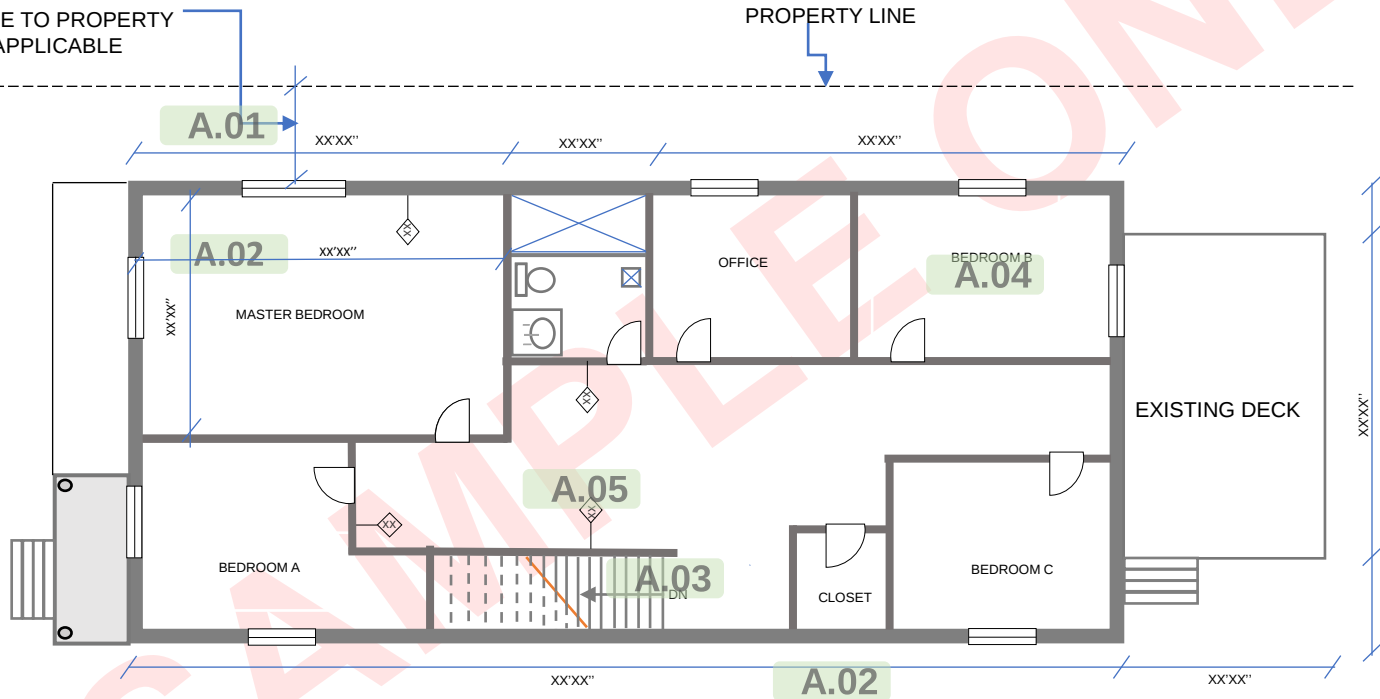 E TO PROPERTY
APPLICABLE
PROPERTY LINE
A.01
XX'XX''
XX'XX''
XX'XX''
XX
A.02
XX'XX''
XX'XX''
MASTER BEDROOM
OFFICE
BEDROOM B
A.04
XX
EXISTING DECK
XX'XX''
A.05
XX
XX
BEDROOM A
A.03
DN
CLOSET
BEDROOM C
XX'XX''
A.02
XX'XX''
SAMPLE ONL